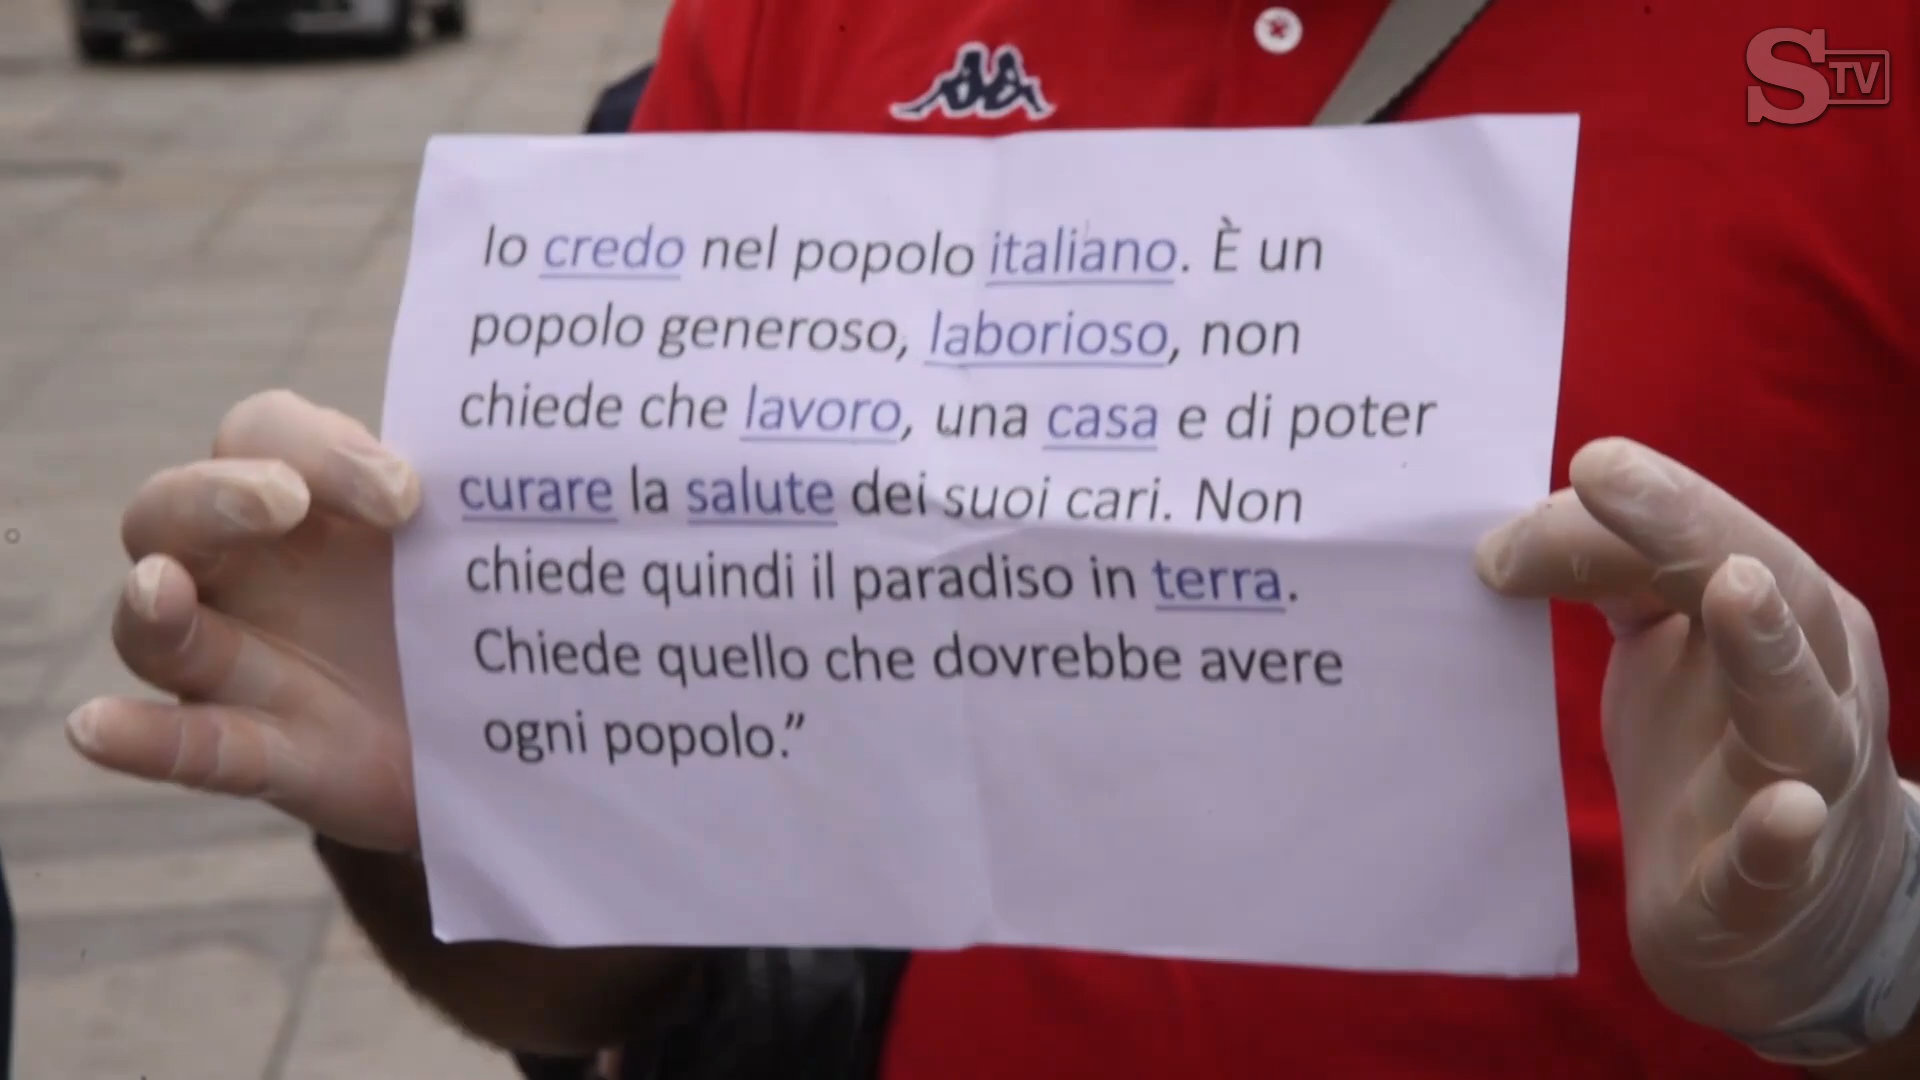 STV
Io credo nel popolo italiano. È un
popolo generoso, laborioso, non
chiede che lavoro, una casa e di poter
curare la salute dei suoi cari. Non
chiede quindi il paradiso in terra.
Chiede quello che dovrebbe avere
ogni popolo.”